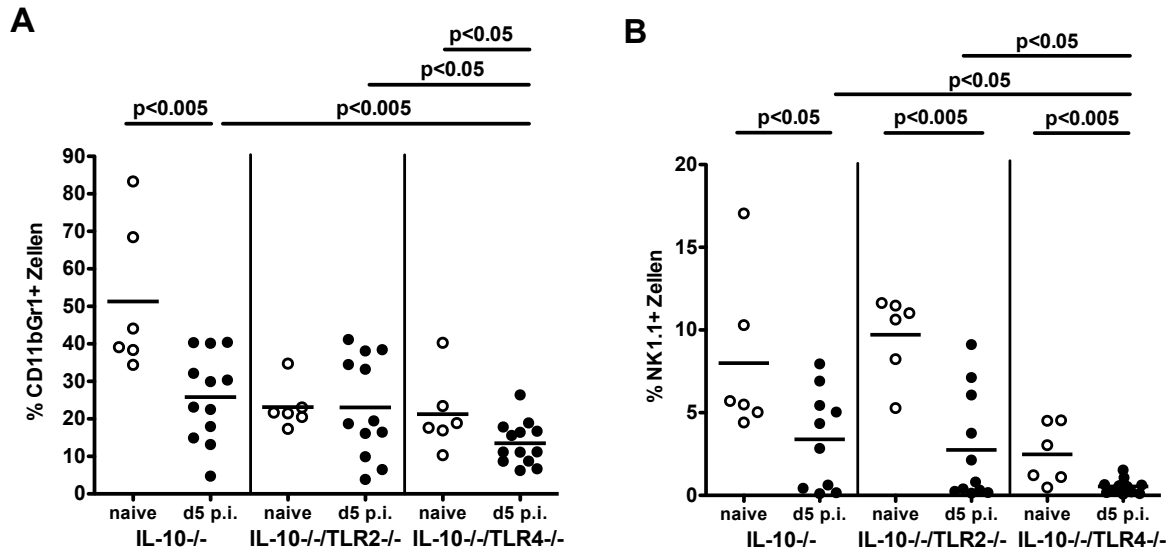 A
p<0.05
p<0.05
p<0.005 p<0.005
% CD11bGr1+ Zellen
90
80
70
60
50
40
30
20
10
0
naive d5 p.i. naive d5 p.i. naive d5 p.i.
IL-10-/- IL-10-/-/TLR2-/- IL-10-/-/TLR4-/-
B
p<0.05
p<0.05
p<0.05 p<0.005 p<0.005
% NK1.1+ Zellen
20
15
10
5
0
naive d5 p.i. naive d5 p.i. naive d5 p.i.
IL-10-/- IL-10-/-/TLR2-/- IL-10-/-/TLR4-/-